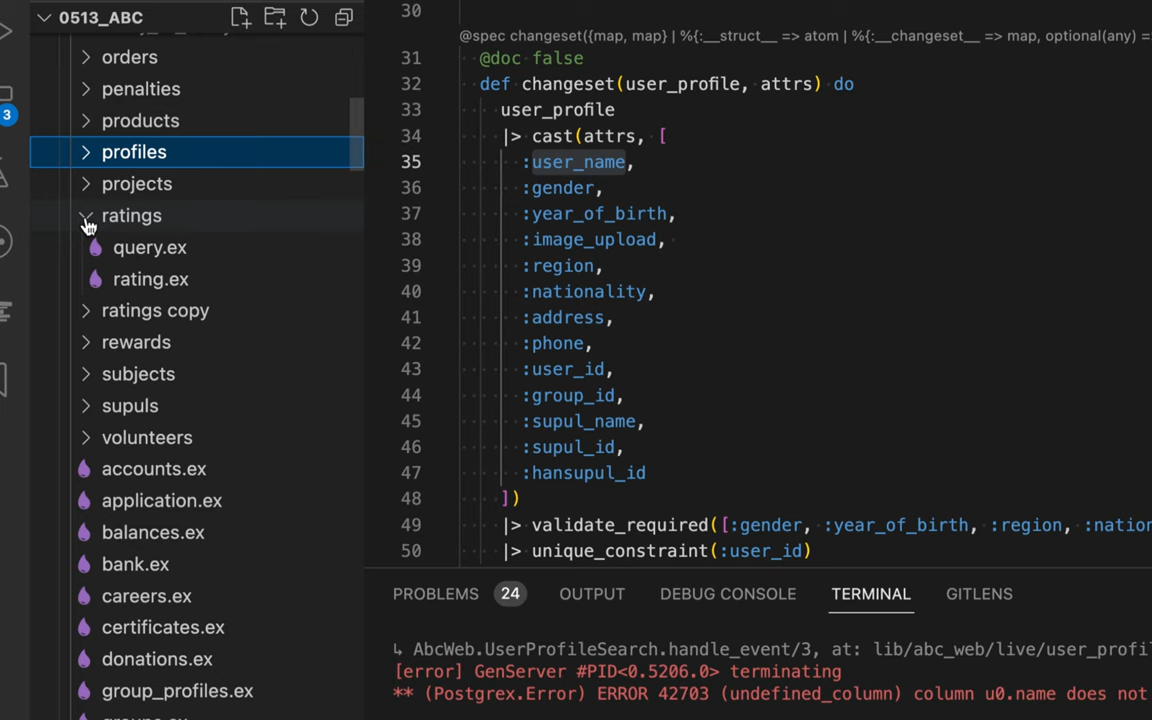 0513_ABC
orders
penalties
products
profiles
projects
ratings
query.ex
rating.ex
ratings copy
rewards
subjects
supuls
volunteers
accounts.ex
application.ex
balances.ex
bank.ex
careers.ex
certificates.ex
donations.ex
group_profiles.ex
3
30
@spec changeset({map, map} | %{:__struct__ => atom | %{:__changeset__ => map, optional(any) =
31 @doc false
32 def changeset(user_profile, attrs) do
33 user_profile
34 |> cast(attrs, [
35 :user_name,
36 :gender,
37 :year_of_birth,
38 :image_upload,
39 :region,
40 :nationality,
41 :address,
42 :phone,
43 :user_id,
44 :group_id,
45 :supul_name,
46 :supul_id,
47 :hansupul_id
48 ])
49 |> validate_required([:gender, :year_of_birth, :region, :nation
50 |> unique_constraint(:user_id)
PROBLEMS 24 OUTPUT DEBUG CONSOLE TERMINAL GITLENS
↳ AbcWeb.UserProfileSearch.handle_event/3, at: lib/abc_web/live/user_profi
[error] GenServer #PID<0.5206.0> terminating
** (Postgrex.Error) ERROR 42703 (undefined_column) column u0.name does not